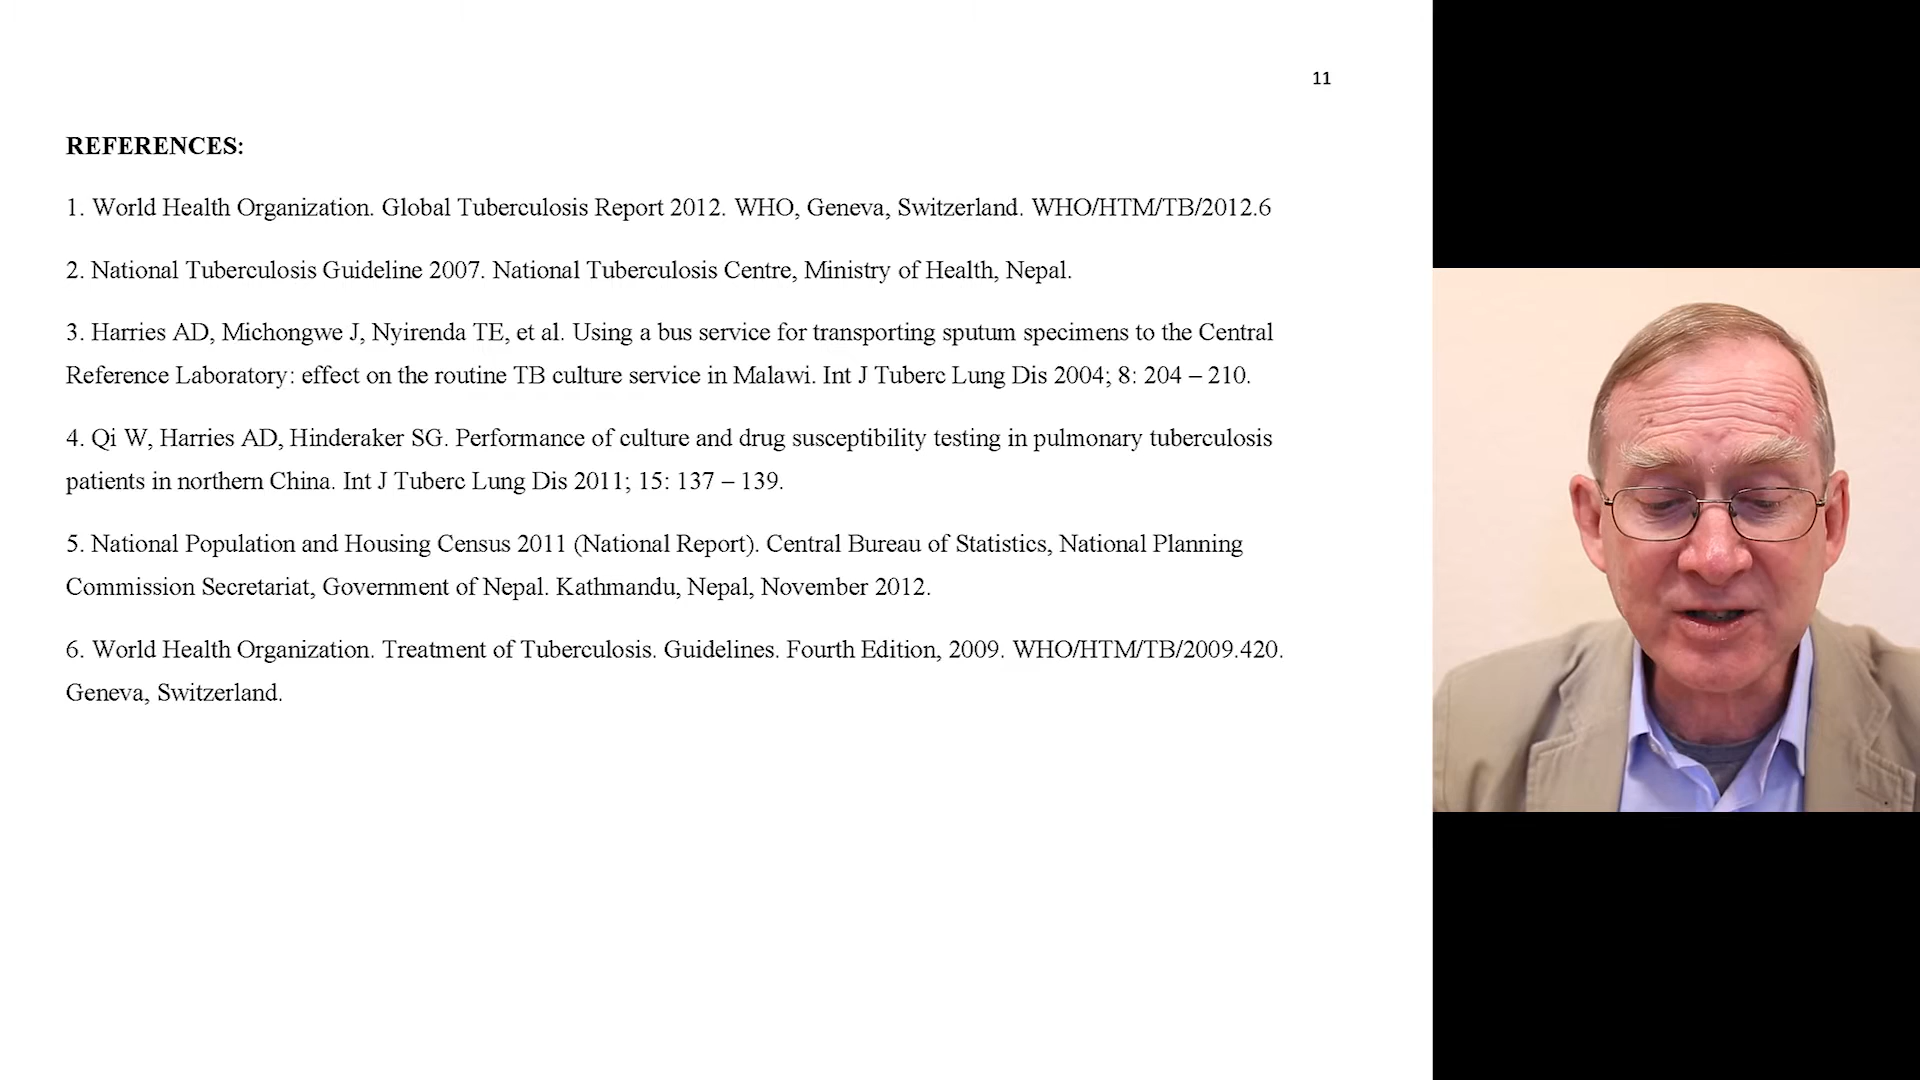 11
REFERENCES:
1. World Health Organization. Global Tuberculosis Report 2012. WHO, Geneva, Switzerland. WHO/HTM/TB/2012.6
2. National Tuberculosis Guideline 2007. National Tuberculosis Centre, Ministry of Health, Nepal.
3. Harries AD, Michongwe J, Nyirenda TE, et al. Using a bus service for transporting sputum specimens to the Central
Reference Laboratory: effect on the routine TB culture service in Malawi. Int J Tuberc Lung Dis 2004; 8: 204 – 210.
4. Qi W, Harries AD, Hinderaker SG. Performance of culture and drug susceptibility testing in pulmonary tuberculosis
patients in northern China. Int J Tuberc Lung Dis 2011; 15: 137 – 139.
5. National Population and Housing Census 2011 (National Report). Central Bureau of Statistics, National Planning
Commission Secretariat, Government of Nepal. Kathmandu, Nepal, November 2012.
6. World Health Organization. Treatment of Tuberculosis. Guidelines. Fourth Edition, 2009. WHO/HTM/TB/2009.420.
Geneva, Switzerland.